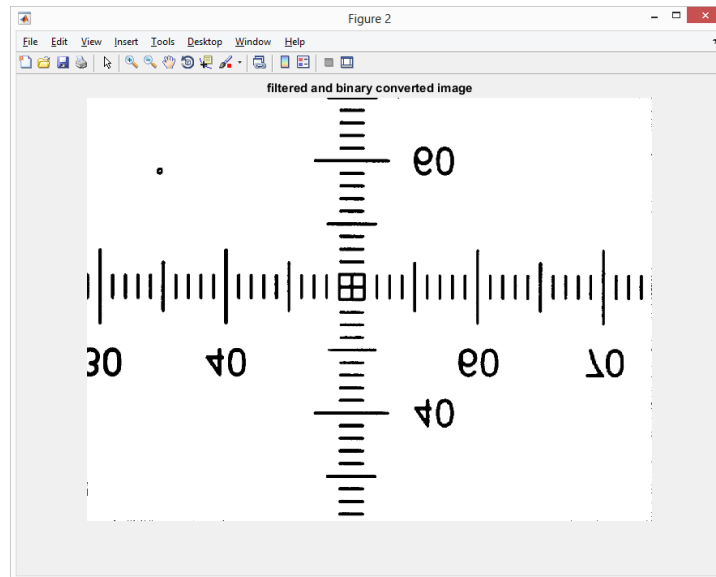 Figure 2
File Edit View Insert Tools Desktop Window Help
filtered and binary converted image
60
30 40 60 70
40